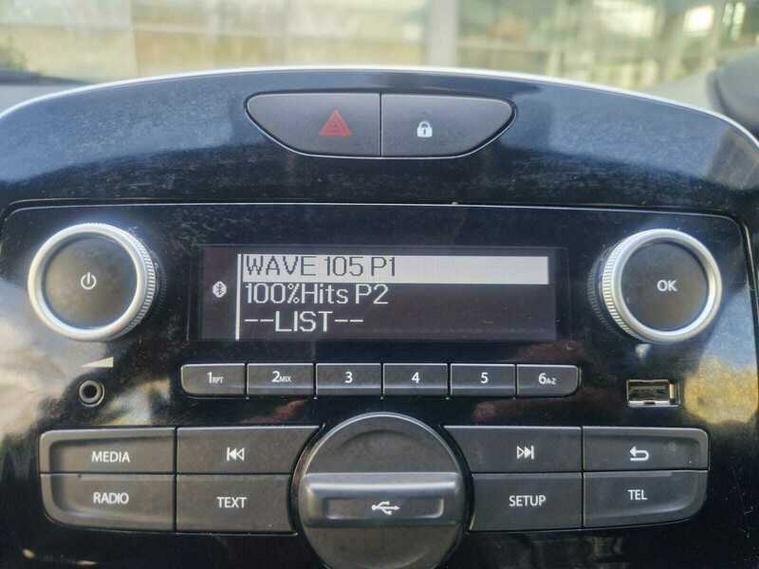 WAVE 105 P1
100%Hits P2
--LIST--
OK
1RPT
2MIX
3
4
5
6A-Z
MEDIA
RADIO
TEXT
SETUP
TEL